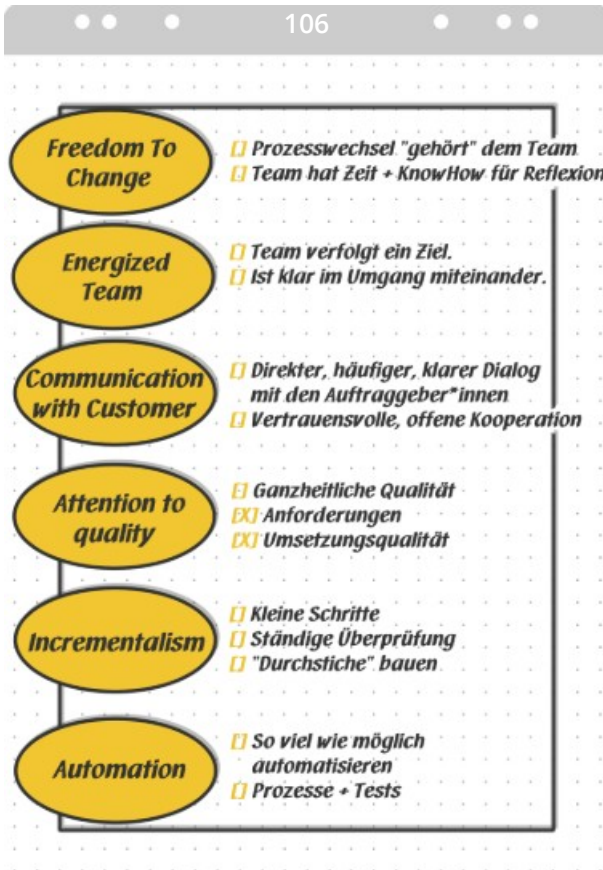 106
Freedom To
Change
[] Prozesswechsel "gehört" dem Team
[.] Team hat Zeit + KnowHow für Reflexion
Energized
Team
[] Team verfolgt ein Ziel.
[] Ist klar im Umgang miteinander.
Communication
with Customer
[] Direkter, häufiger, klarer Dialog
mit den Auftraggeber*innen
[.] Vertrauensvolle, offene Kooperation
Attention to
quality
[-] Ganzheitliche Qualität
[X] Anforderungen
[X] Umsetzungsqualität
Incrementalism
[] Kleine Schritte
[] Ständige Überprüfung
[] "Durchstiche" bauen
Automation
[] So viel wie möglich
automatisieren
[] Prozesse + Tests